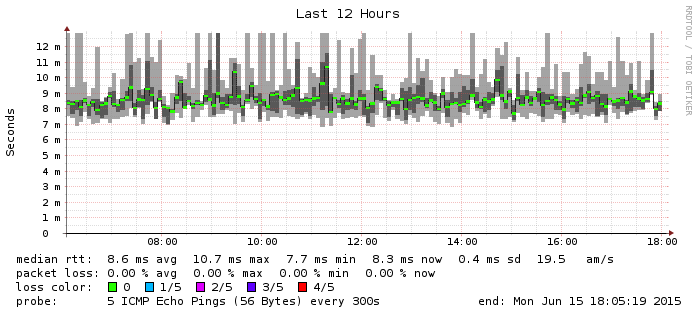 Last 12 Hours
RRDTOOL / TOBI OETIKER
Seconds
12 m
11 m
10 m
9 m
8 m
7 m
6 m
5 m
4 m
3 m
2 m
1 m
0
08:00 10:00 12:00 14:00 16:00 18:00
median rtt: 8.6 ms avg 10.7 ms max 7.7 ms min 8.3 ms now 0.4 ms sd 19.5 am/s
packet loss: 0.00 % avg 0.00 % max 0.00 % min 0.00 % now
loss color: 0 1/5 2/5 3/5 4/5
probe: 5 ICMP Echo Pings (56 Bytes) every 300s end: Mon Jun 15 18:05:19 2015